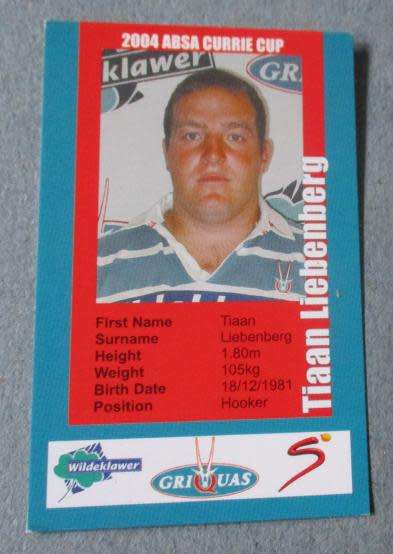 2004 ABSA CURRIE CUP
klawer
GRI
Tiaan Liebenberg
First Name Tiaan
Surname Liebenberg
Height 1.80m
Weight 105kg
Birth Date 18/12/1981
Position Hooker
Wildeklawer
GRIQUAS